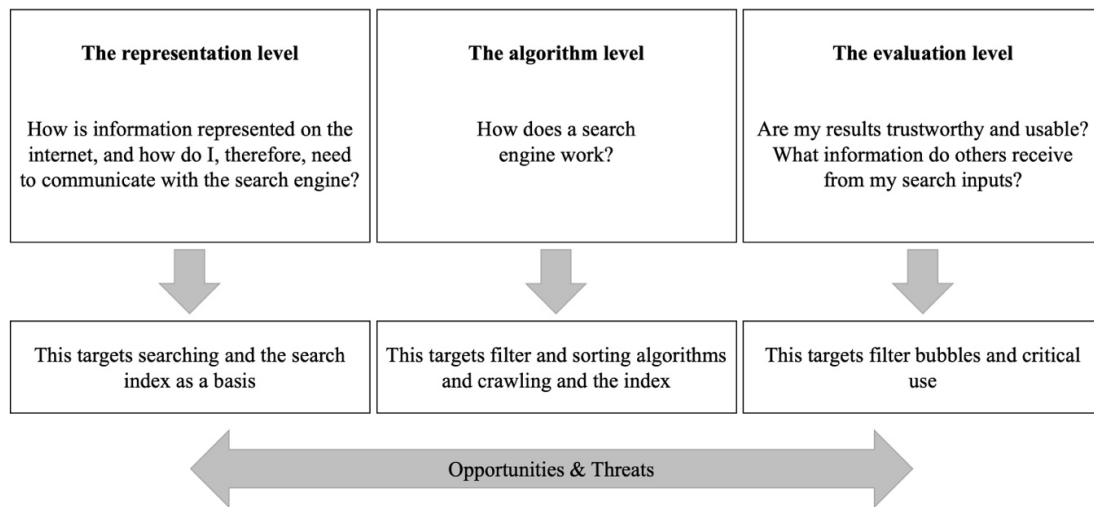 The representation level
How is information represented on the
internet, and how do I, therefore, need
to communicate with the search engine?
The algorithm level
How does a search
engine work?
The evaluation level
Are my results trustworthy and usable?
What information do others receive
from my search inputs?
This targets searching and the search
index as a basis
This targets filter and sorting algorithms
and crawling and the index
This targets filter bubbles and critical
use
Opportunities & Threats